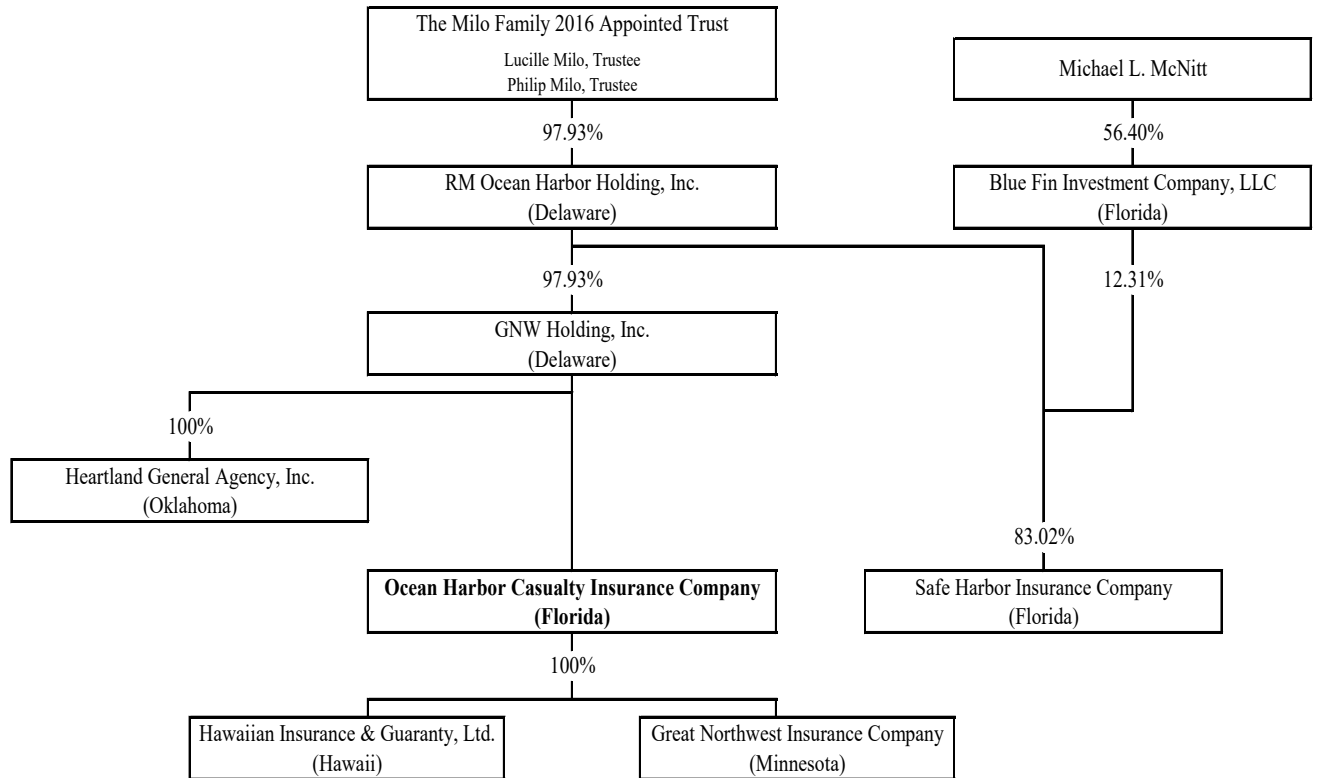 The Milo Family 2016 Appointed Trust
Lucille Milo, Trustee
Philip Milo, Trustee
Michael L. McNitt
97.93%
56.40%
RM Ocean Harbor Holding, Inc.
(Delaware)
Blue Fin Investment Company, LLC
(Florida)
97.93%
12.31%
GNW Holding, Inc.
(Delaware)
100%
Heartland General Agency, Inc.
(Oklahoma)
83.02%
Ocean Harbor Casualty Insurance Company
(Florida)
Safe Harbor Insurance Company
(Florida)
100%
Hawaiian Insurance & Guaranty, Ltd.
(Hawaii)
Great Northwest Insurance Company
(Minnesota)